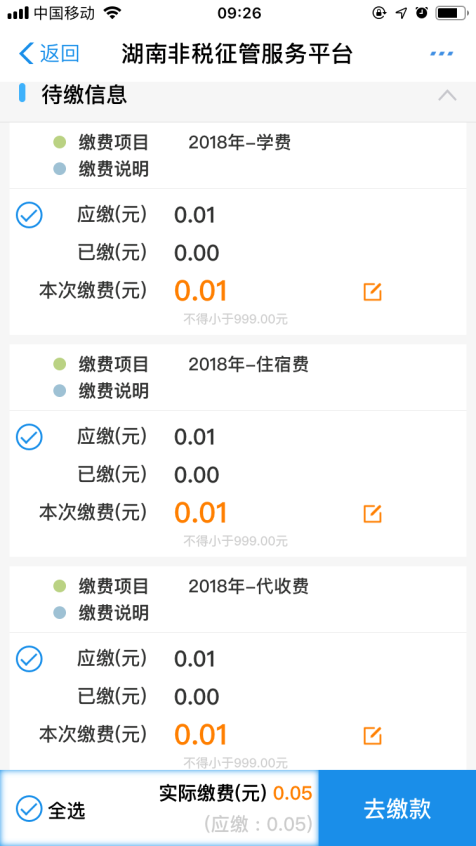 中国移动 09:26
返回 湖南非税征管服务平台
待缴信息
缴费项目 2018年-学费
缴费说明
应缴(元) 0.01
已缴(元) 0.00
本次缴费(元) 0.01
不得小于999.00元
缴费项目 2018年-住宿费
缴费说明
应缴(元) 0.01
已缴(元) 0.00
本次缴费(元) 0.01
不得小于999.00元
缴费项目 2018年-代收费
缴费说明
应缴(元) 0.01
已缴(元) 0.00
本次缴费(元) 0.01
不得小于999.00元
全选 实际缴费(元) 0.05 去缴款
(应缴：0.05)